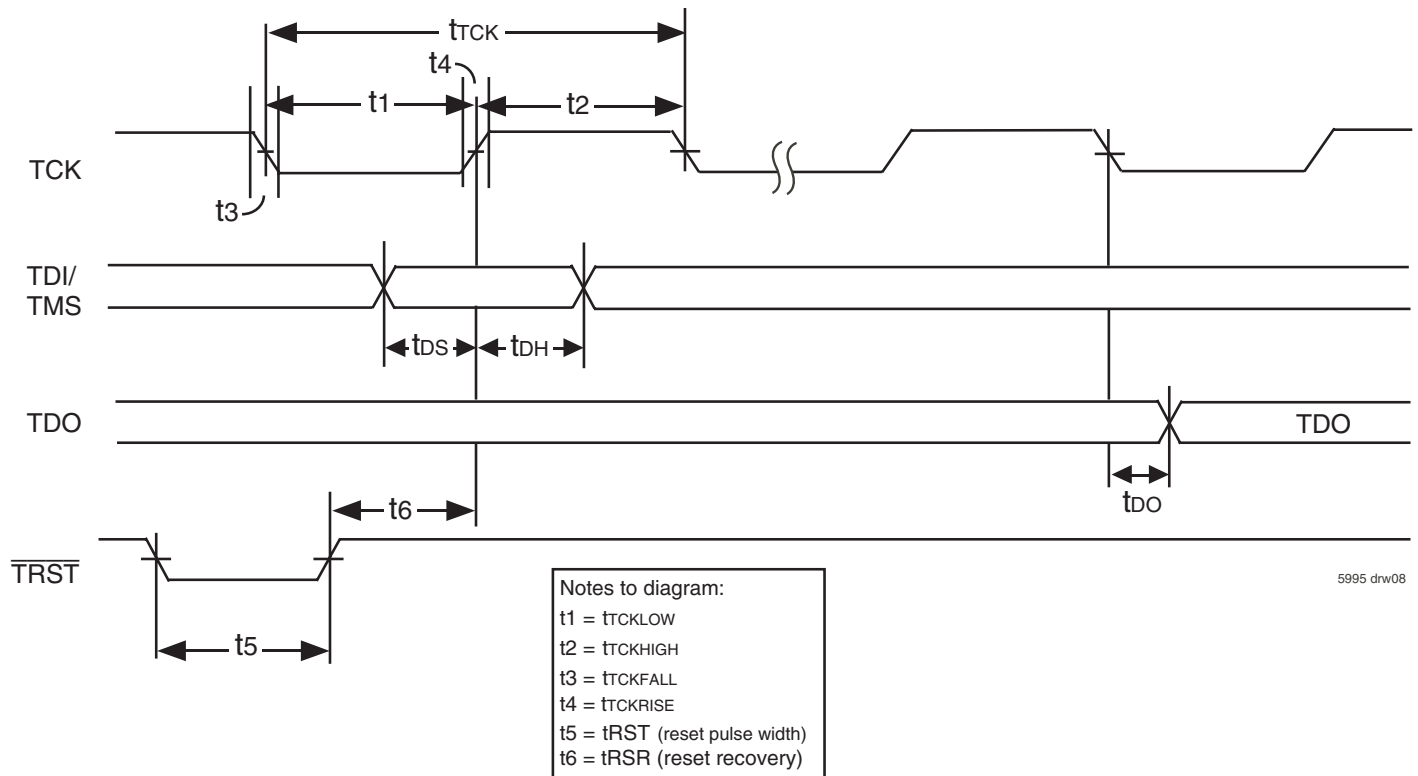 tTCK
t4
t1
t2
TCK
t3
TDI/
TMS
tDS
tDH
TDO
TDO
tDO
t6
TRST
5995 drw08
t5
Notes to diagram:
t1 = tTCKLOW
t2 = tTCKHIGH
t3 = tTCKFALL
t4 = tTCKRISE
t5 = tRST (reset pulse width)
t6 = tRSR (reset recovery)